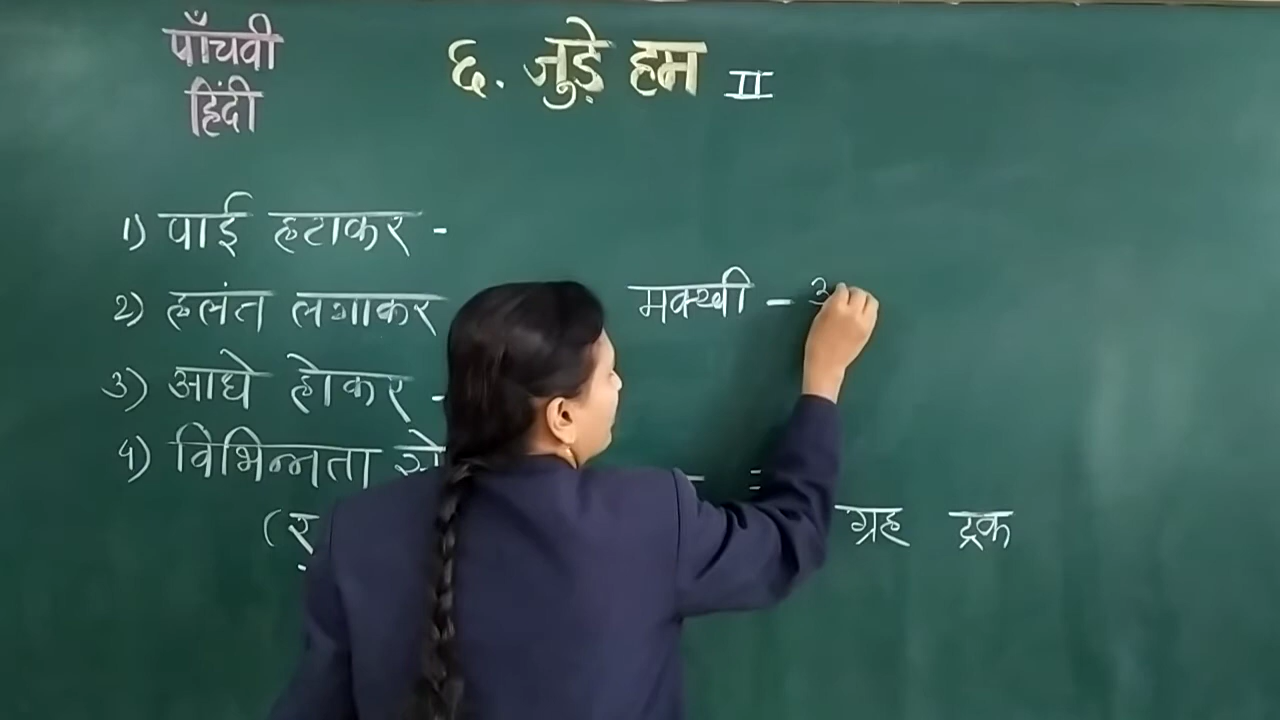 पाँचवी
हिंदी
६. जुड़े हम II
1) पाई हटाकर -
2) हलंत लगाकर मक्खी - अ
3) आधे होकर -
4) विभिन्नता से
(र ग्रह ट्रक